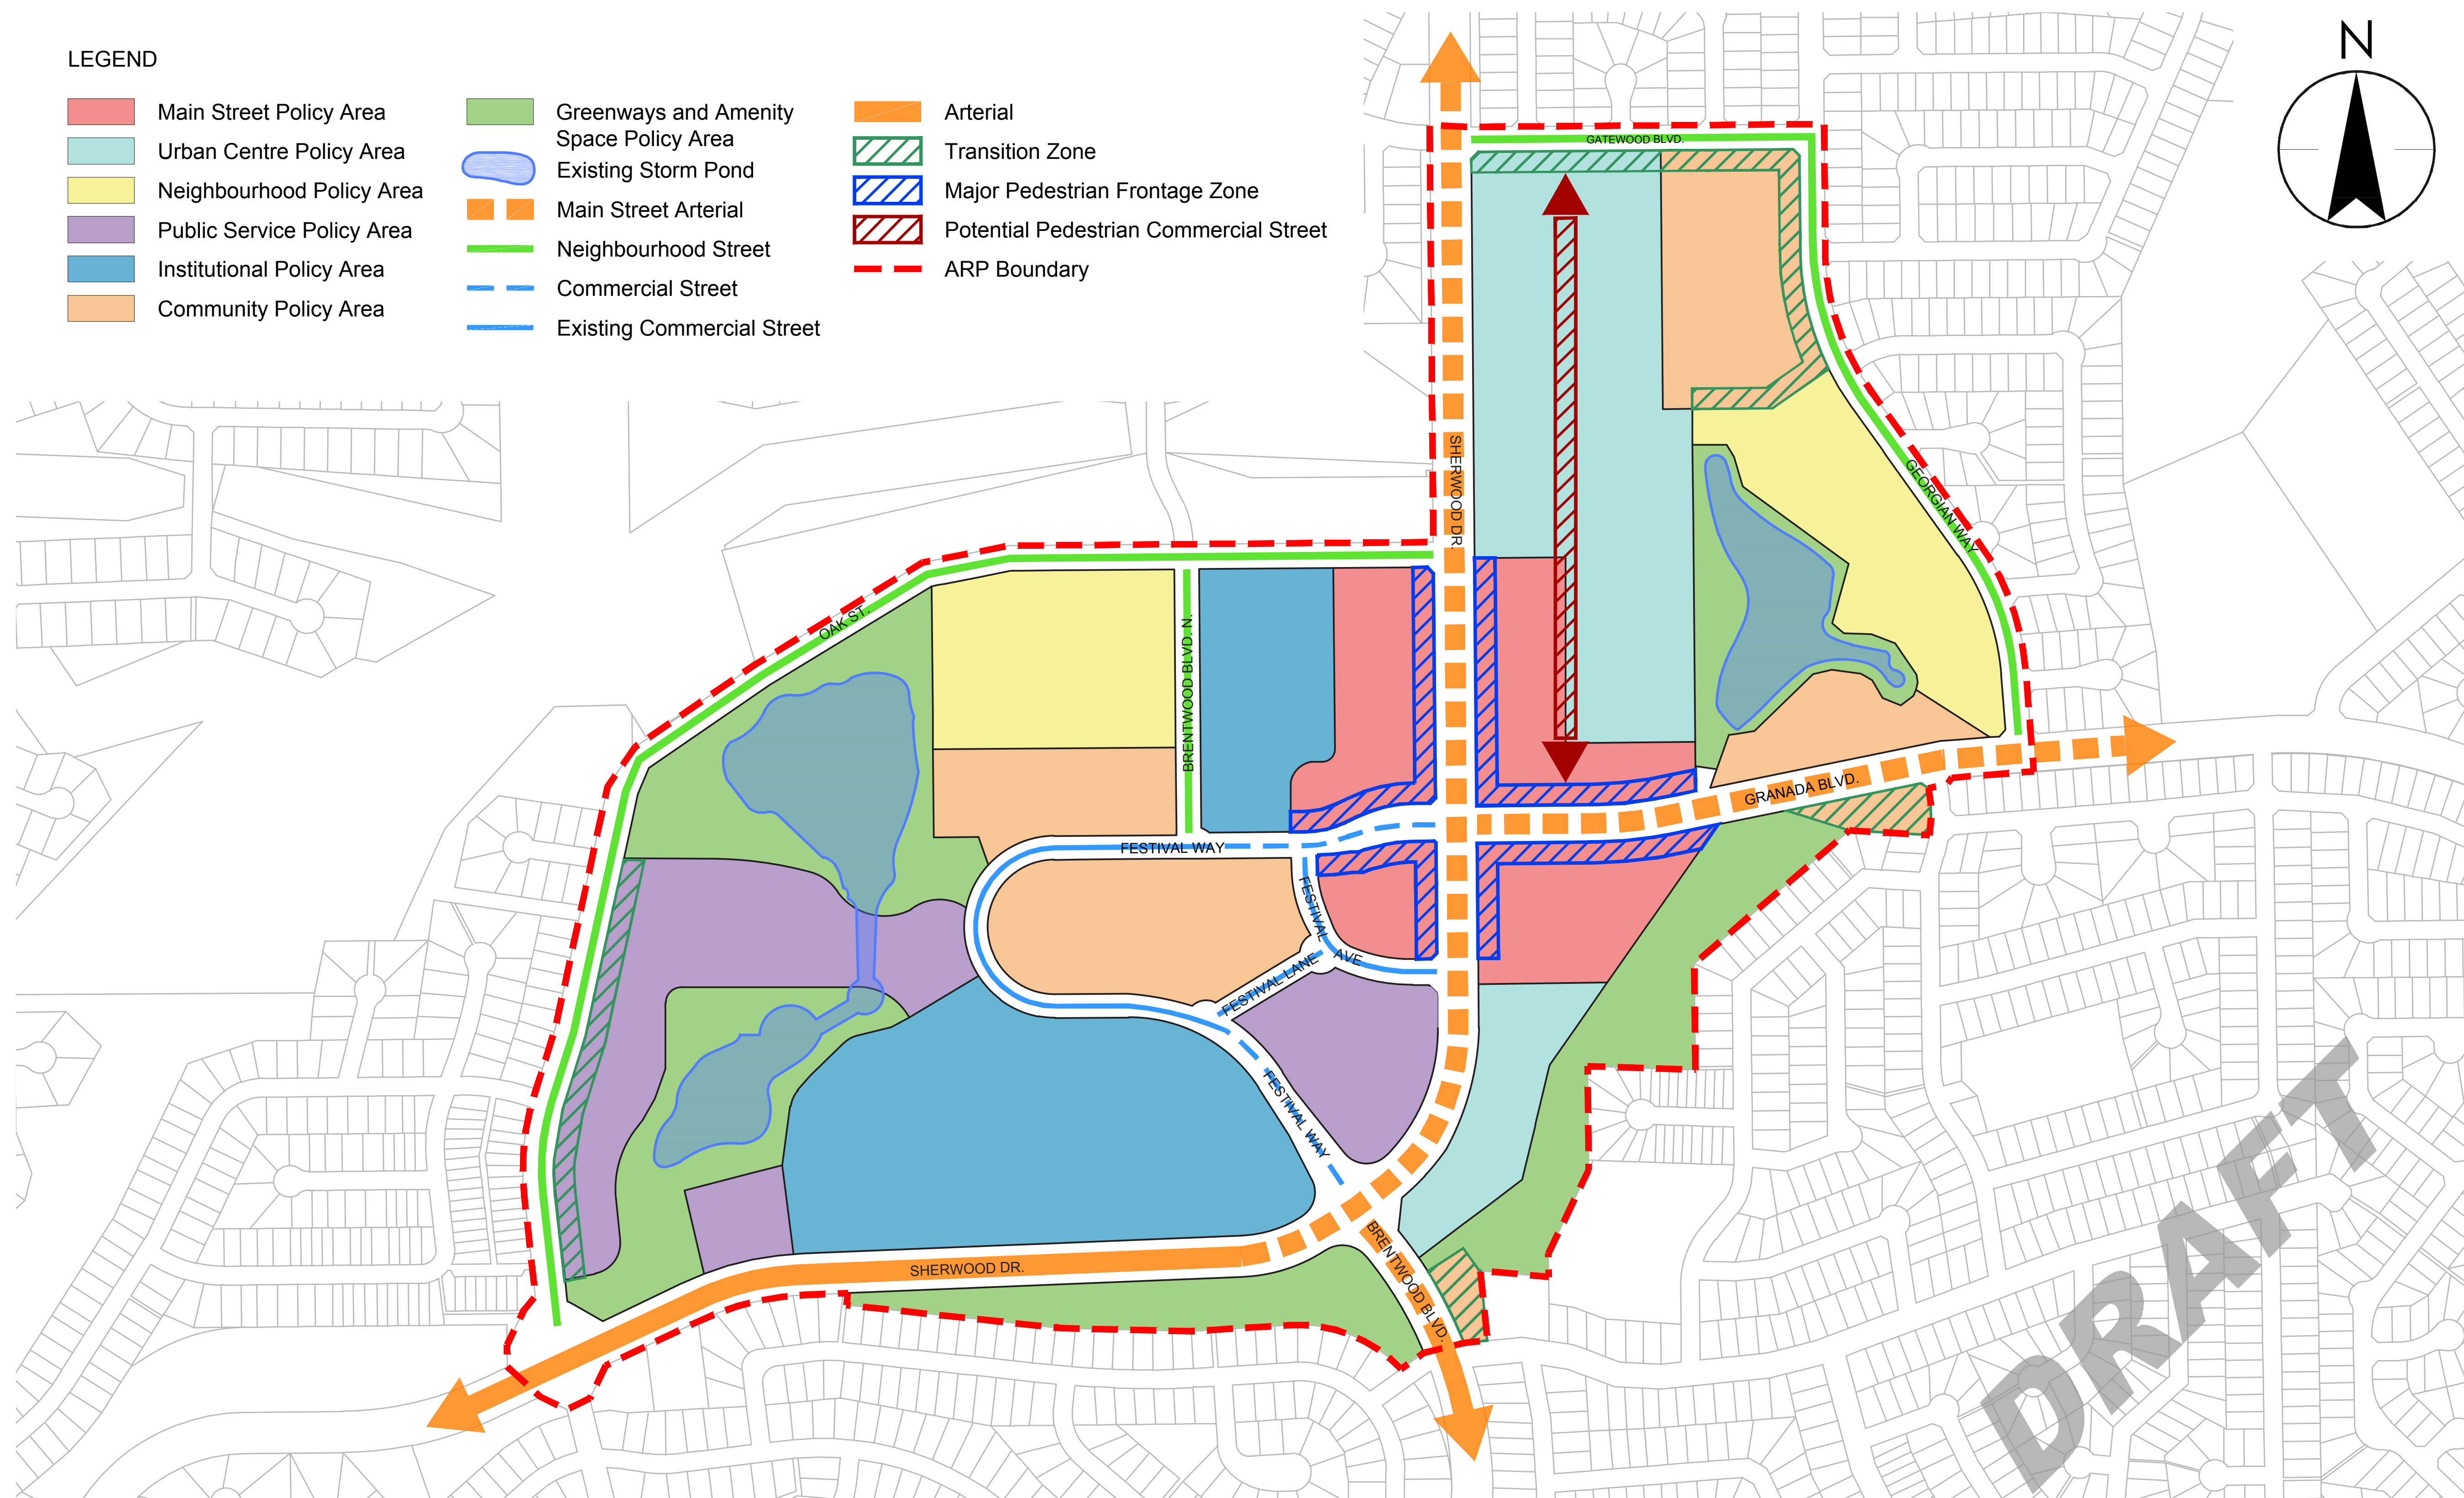 LEGEND
Main Street Policy Area
Urban Centre Policy Area
Neighbourhood Policy Area
Public Service Policy Area
Institutional Policy Area
Community Policy Area
Greenways and Amenity
Space Policy Area
Existing Storm Pond
Main Street Arterial
Neighbourhood Street
Commercial Street
Existing Commercial Street
Arterial
Transition Zone
Major Pedestrian Frontage Zone
Potential Pedestrian Commercial Street
ARP Boundary
N
GATEWOOD BLVD.
SHERWOOD DR.
GEORGIAN WAY
OAK ST.
BRENTWOOD BLVD. N.
GRANADA BLVD.
FESTIVAL WAY
FESTIVAL AVE
FESTIVAL LANE
FESTIVAL WAY
BRENTWOOD BLVD.
SHERWOOD DR.
DRAFT